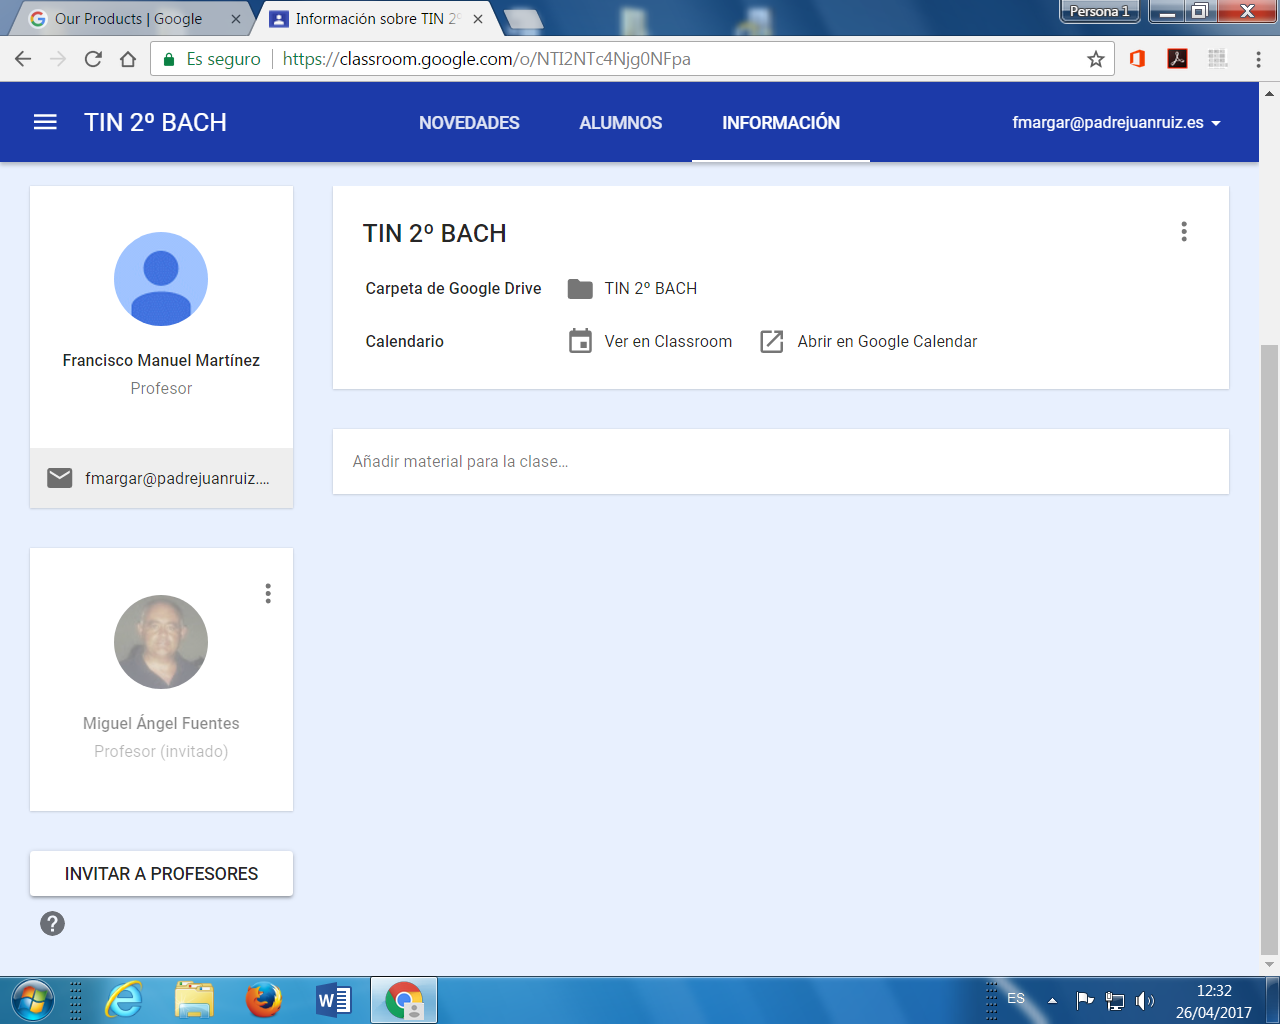 Our Products | Google
Información sobre TIN 2º
Persona 1
Es seguro
https://classroom.google.com/o/NTI2NTc4Njg0NFpa
TIN 2º BACH
NOVEDADES
ALUMNOS
INFORMACIÓN
fmargar@padrejuanruiz.es
Francisco Manuel Martínez
Profesor
fmargar@padrejuanruiz....
TIN 2º BACH
Carpeta de Google Drive
TIN 2º BACH
Calendario
Ver en Classroom
Abrir en Google Calendar
Añadir material para la clase...
Miguel Ángel Fuentes
Profesor (invitado)
INVITAR A PROFESORES
?
ES
12:32
26/04/2017